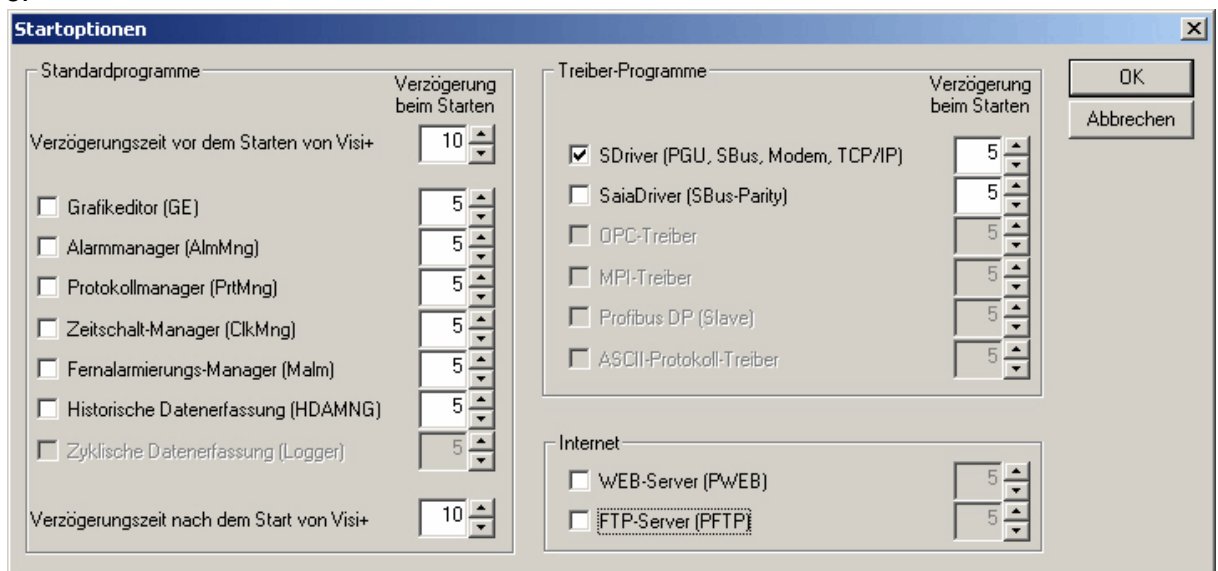 Startoptionen
Standardprogramme
Verzögerung
beim Starten
Verzögerungszeit vor dem Starten von Visi+ 10
Grafikeditor (GE) 5
Alarmmanager (AlmMng) 5
Protokollmanager (PrtMng) 5
Zeitschalt-Manager (ClkMng) 5
Fernalarmierungs-Manager (Malm) 5
Historische Datenerfassung (HDAMNG) 5
Zyklische Datenerfassung (Logger) 5
Verzögerungszeit nach dem Start von Visi+ 10
Treiber-Programme
Verzögerung
beim Starten
SDriver (PGU, SBus, Modem, TCP/IP) 5
SaiaDriver (SBus-Parity) 5
OPC-Treiber 5
MPI-Treiber 5
Profibus DP (Slave) 5
ASCII-Protokoll-Treiber 5
Internet
WEB-Server (PWEB) 5
FTP-Server (PFTP) 5
OK
Abbrechen